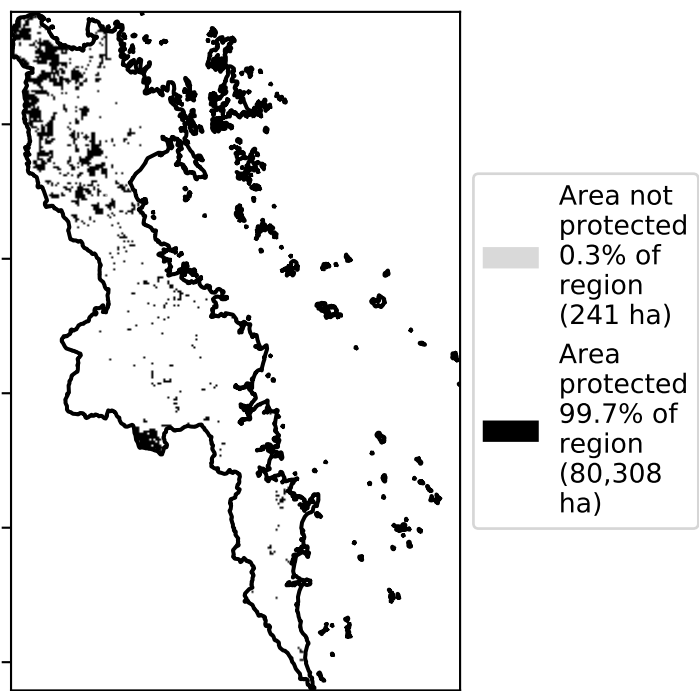 Area not
protected
0.3% of
region
(241 ha)
Area
protected
99.7% of
region
(80,308
ha)